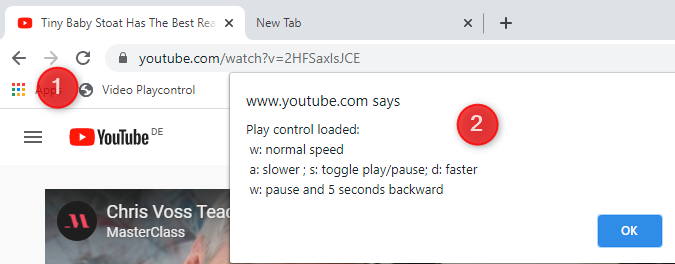 Tiny Baby Stoat Has The Best Rea
New Tab
youtube.com/watch?v=2HFSaxIsJCE
Apps
Video Playcontrol
1
www.youtube.com says
2
Play control loaded:
w: normal speed
a: slower ; s: toggle play/pause; d: faster
w: pause and 5 seconds backward
OK
YouTube DE
Chris Voss Teac
MasterClass